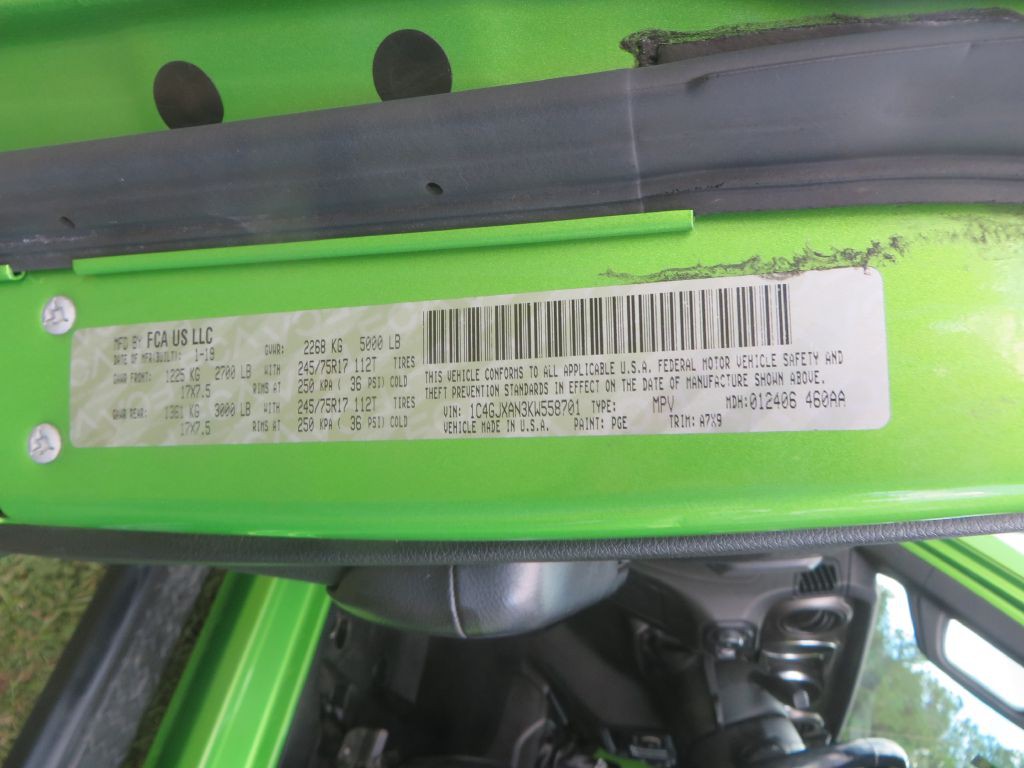 MFD BY FCA US LLC
DATE OF MFR(BUILT): 1-19 GVWR: 2268 KG 5000 LB
GAWR FRONT: 1225 KG 2700 LB WITH 245/75R17 112T TIRES
17X7.5 RIMS AT 250 KPA ( 36 PSI) COLD
GAWR REAR: 1361 KG 3000 LB WITH 245/75R17 112T TIRES
17X7.5 RIMS AT 250 KPA ( 36 PSI) COLD
THIS VEHICLE CONFORMS TO ALL APPLICABLE U.S.A. FEDERAL MOTOR VEHICLE SAFETY AND
THEFT PREVENTION STANDARDS IN EFFECT ON THE DATE OF MANUFACTURE SHOWN ABOVE.
VIN: 1C4GJXAN3KW558701 TYPE: MPV MDH: 012406 460AA
VEHICLE MADE IN U.S.A. PAINT: PGE TRIM: A7X9